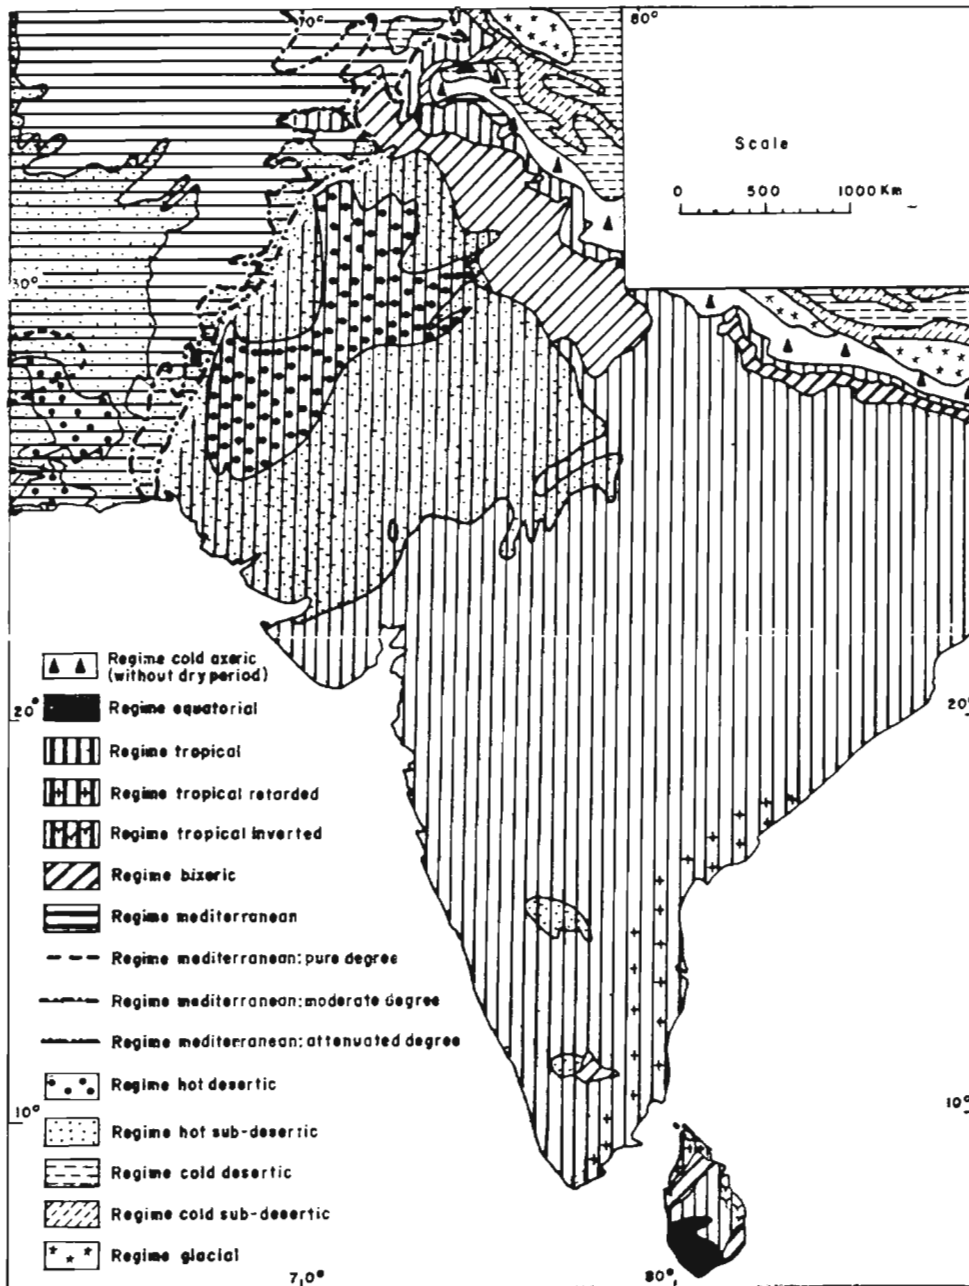 70°
80°
Scale
0 500 1000 Km
30°
Regime cold axeric
(without dry period)
20°
Regime equatorial
20°
Regime tropical
Regime tropical retarded
Regime tropical inverted
Regime bixeric
Regime mediterranean
Regime mediterranean: pure degree
Regime mediterranean: moderate degree
Regime mediterranean: attenuated degree
Regime hot desertic
10°
10°
Regime hot sub-desertic
Regime cold desertic
Regime cold sub-desertic
Regime glacial
70°
80°